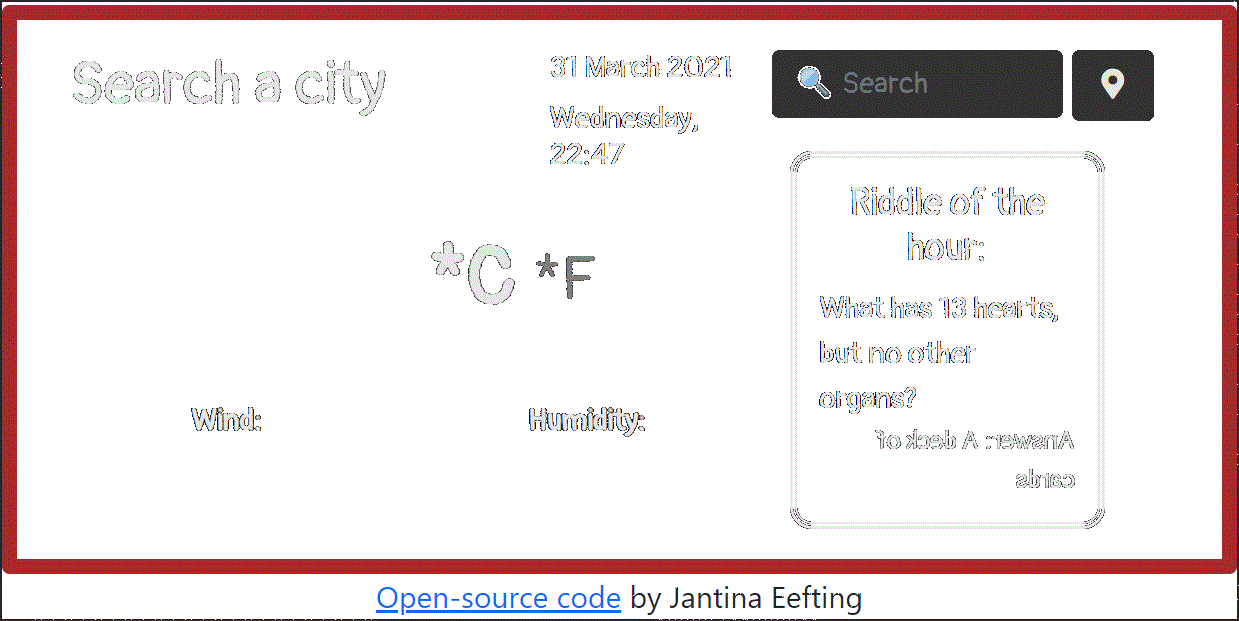 Search a city
31 March 2021
Wednesday,
22:47
Search
*C *F
Wind:
Humidity:
Riddle of the
hour:
What has 13 hearts,
but no other
organs?
Answer: A deck of
cards
Open-source code by Jantina Eefting